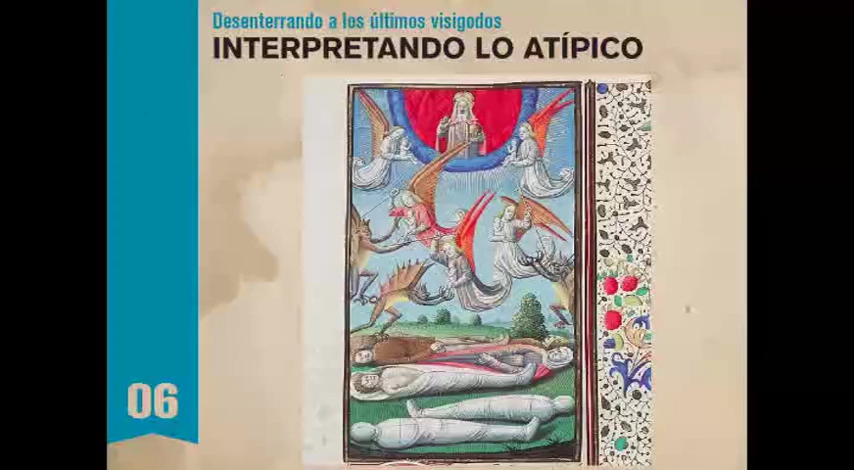 Desenterrando a los últimos visigodos
INTERPRETANDO LO ATÍPICO
06